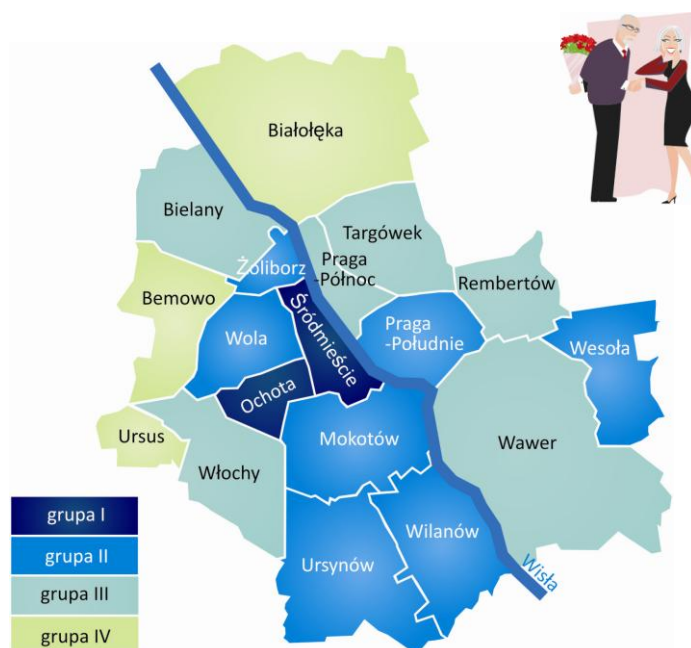 Białołęka
Bielany
Targówek
Praga
-Północ
Żoliborz
Rembertów
Bemowo
Śródmieście
Praga
-Południe
Wola
Wesoła
Ochota
Ursus
Mokotów
Wawer
Włochy
grupa I
grupa II
Wilanów
Ursynów
Wisła
grupa III
grupa IV